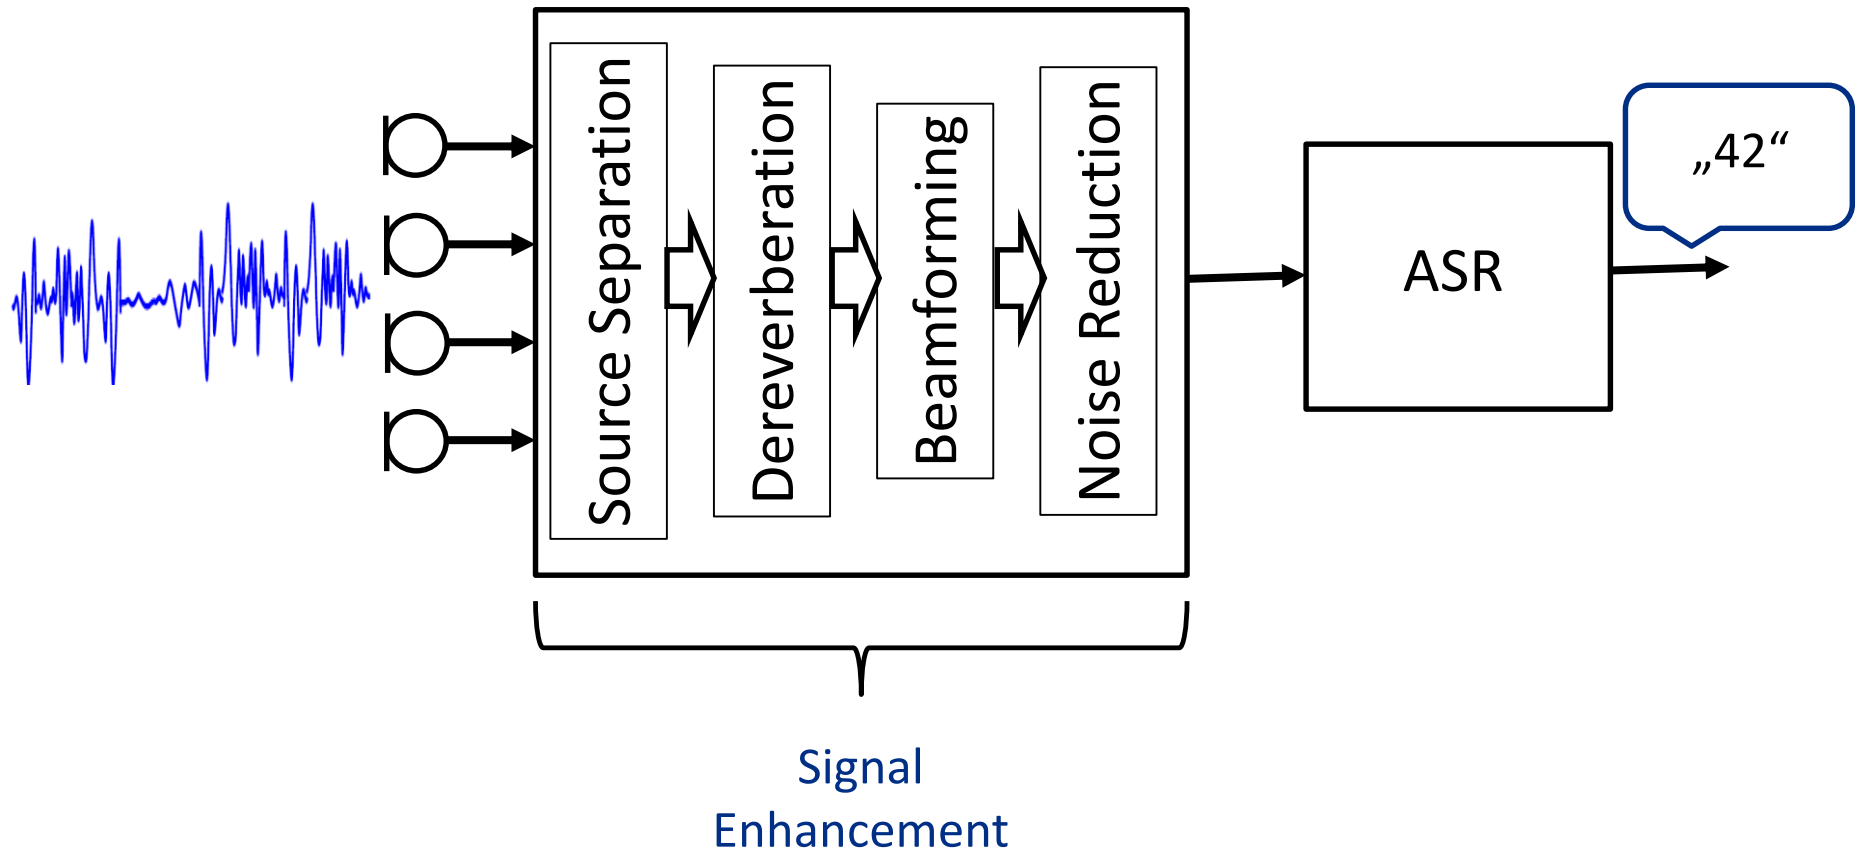 Source Separation
Dereverberation
Beamforming
Noise Reduction
ASR
„42“
Signal
Enhancement